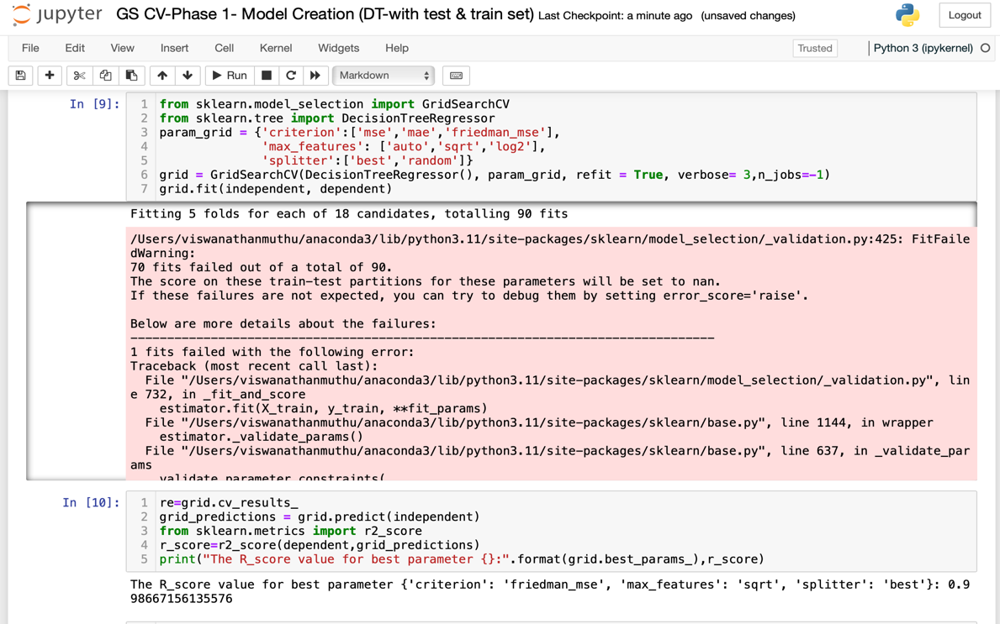 jupyter GS CV-Phase 1- Model Creation (DT-with test & train set) Last Checkpoint: a minute ago (unsaved changes) Logout
File Edit View Insert Cell Kernel Widgets Help Trusted Python 3 (ipykernel)
Run Markdown
In [9]:
1 from sklearn.model_selection import GridSearchCV
2 from sklearn.tree import DecisionTreeRegressor
3 param_grid = {'criterion':['mse','mae','friedman_mse'],
4 'max_features': ['auto','sqrt','log2'],
5 'splitter':['best','random']}
6 grid = GridSearchCV(DecisionTreeRegressor(), param_grid, refit = True, verbose= 3,n_jobs=-1)
7 grid.fit(independent, dependent)
Fitting 5 folds for each of 18 candidates, totalling 90 fits
/Users/viswanathanmuthu/anaconda3/lib/python3.11/site-packages/sklearn/model_selection/_validation.py:425: FitFaile
dWarning:
70 fits failed out of a total of 90.
The score on these train-test partitions for these parameters will be set to nan.
If these failures are not expected, you can try to debug them by setting error_score='raise'.
Below are more details about the failures:
--------------------------------------------------------------------------------
1 fits failed with the following error:
Traceback (most recent call last):
File "/Users/viswanathanmuthu/anaconda3/lib/python3.11/site-packages/sklearn/model_selection/_validation.py", lin
e 732, in _fit_and_score
estimator.fit(X_train, y_train, **fit_params)
File "/Users/viswanathanmuthu/anaconda3/lib/python3.11/site-packages/sklearn/base.py", line 1144, in wrapper
estimator._validate_params()
File "/Users/viswanathanmuthu/anaconda3/lib/python3.11/site-packages/sklearn/base.py", line 637, in _validate_par
ams
validate_parameter_constraints(
In [10]:
1 re=grid.cv_results_
2 grid_predictions = grid.predict(independent)
3 from sklearn.metrics import r2_score
4 r_score=r2_score(dependent,grid_predictions)
5 print("The R_score value for best parameter {}:".format(grid.best_params_),r_score)
The R_score value for best parameter {'criterion': 'friedman_mse', 'max_features': 'sqrt', 'splitter': 'best'}: 0.9
98667156135576